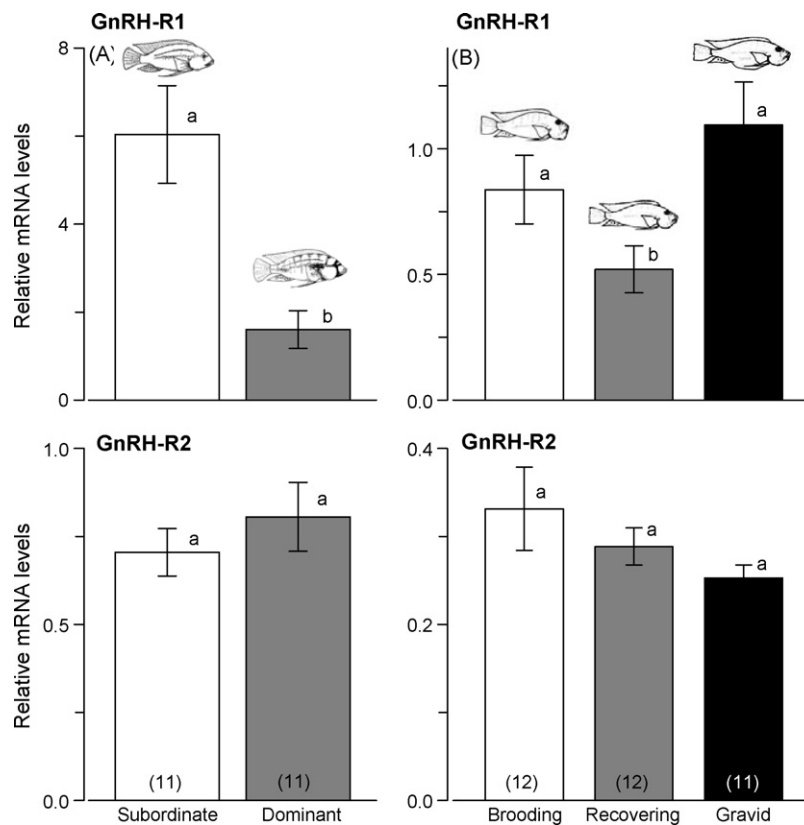 GnRH-R1
(A)
8
4
0
Relative mRNA levels
a
b
GnRH-R1
(B)
1.0
0.5
0.0
a
b
a
GnRH-R2
1.0
0.5
0.0
Relative mRNA levels
a
a
(11)
(11)
Subordinate
Dominant
GnRH-R2
0.4
0.2
0.0
a
a
a
(12)
(12)
(11)
Brooding
Recovering
Gravid